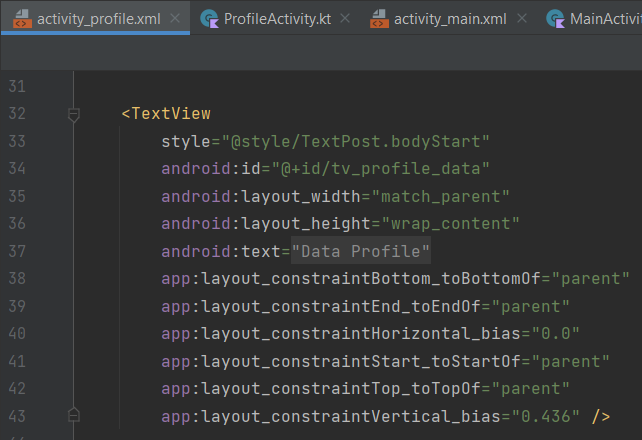 activity_profile.xml ProfileActivity.kt activity_main.xml MainActivi
31
32 <TextView
33 style="@style/TextPost.bodyStart"
34 android:id="@+id/tv_profile_data"
35 android:layout_width="match_parent"
36 android:layout_height="wrap_content"
37 android:text="Data Profile"
38 app:layout_constraintBottom_toBottomOf="parent"
39 app:layout_constraintEnd_toEndOf="parent"
40 app:layout_constraintHorizontal_bias="0.0"
41 app:layout_constraintStart_toStartOf="parent"
42 app:layout_constraintTop_toTopOf="parent"
43 app:layout_constraintVertical_bias="0.436" />